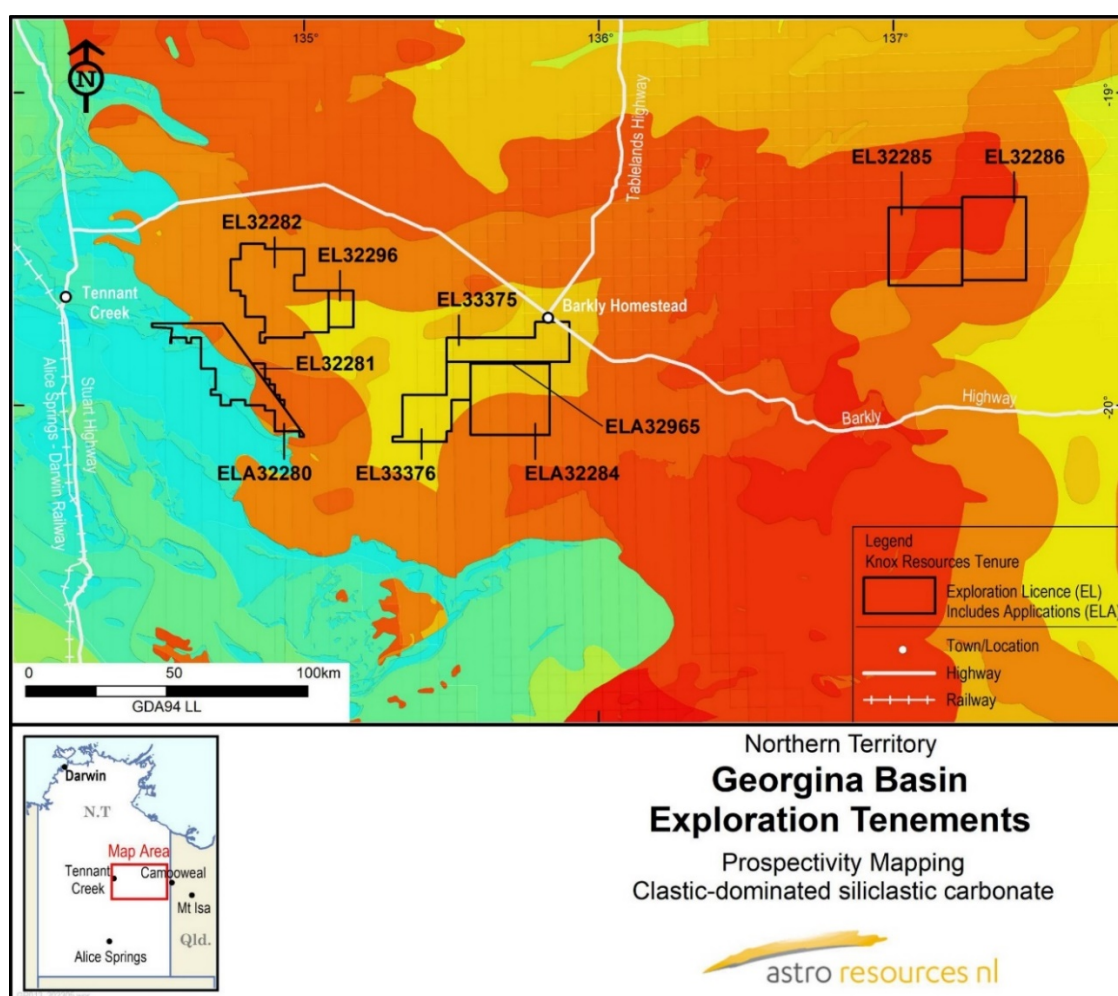 135°
136°
137°
N
-19°
Tablelands Highway
EL32285
EL32286
EL32282
EL32296
Tennant
Creek
EL33375
Barkly Homestead
EL32281
Stuart Highway
Alice Springs - Darwin Railway
ELA32965
Highway
Barkly
-20°
ELA32280
EL33376
ELA32284
Legend
Knox Resources Tenure
Exploration Licence (EL)
Includes Applications (ELA)
Town/Location
Highway
Railway
0 50 100km
GDA94 LL
Darwin
N.T
Map Area
Tennant
Creek
Camooweal
Mt Isa
Qld.
Alice Springs
Northern Territory
Georgina Basin
Exploration Tenements
Prospectivity Mapping
Clastic-dominated siliclastic carbonate
astro resources nl